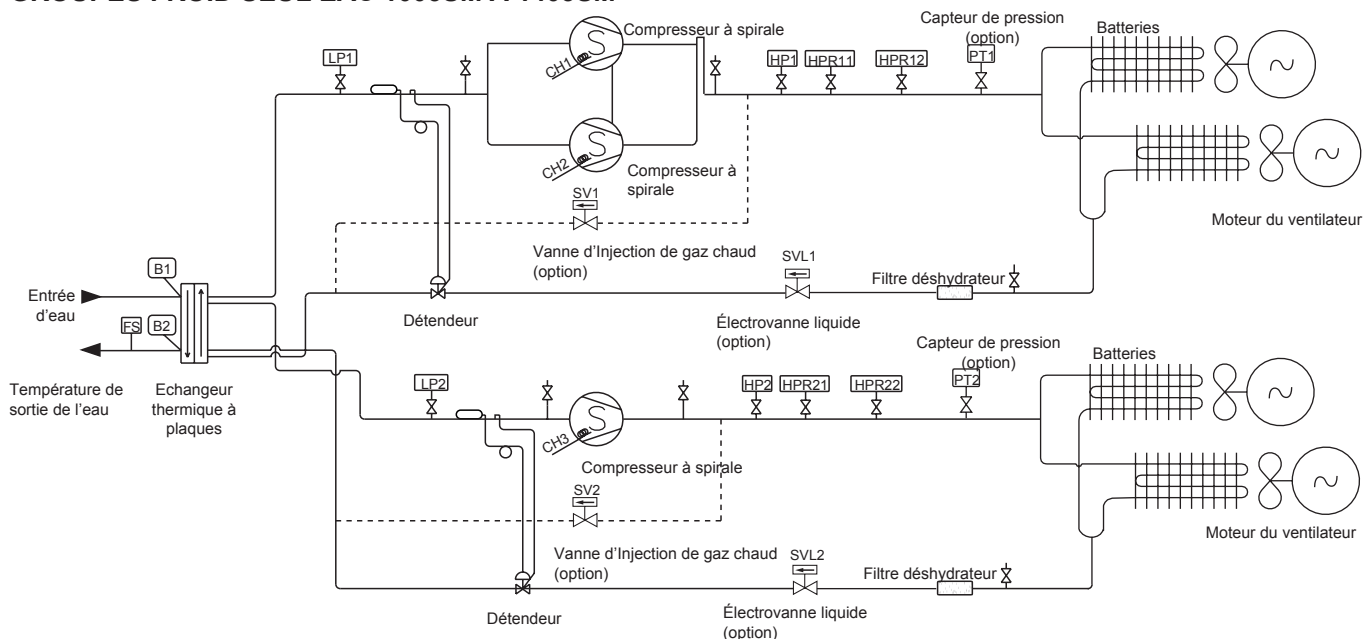 Compresseur à spirale
Capteur de pression
(option)
Batteries
LP1
CH1
HP1
HPR11
HPR12
PT1
CH2
Compresseur à
spirale
SV1
Moteur du ventilateur
Vanne d'Injection de gaz chaud
(option)
SVL1
Filtre déshydrateur
B1
Entrée
d'eau
FS
B2
Détendeur
Électrovanne liquide
(option)
Capteur de pression
(option)
Batteries
Température de
sortie de l'eau
Echangeur
thermique à
plaques
LP2
HP2
HPR21
HPR22
PT2
CH3
Compresseur à spirale
SV2
Moteur du ventilateur
Vanne d'Injection de gaz chaud
(option)
SVL2
Filtre déshydrateur
Détendeur
Électrovanne liquide
(option)